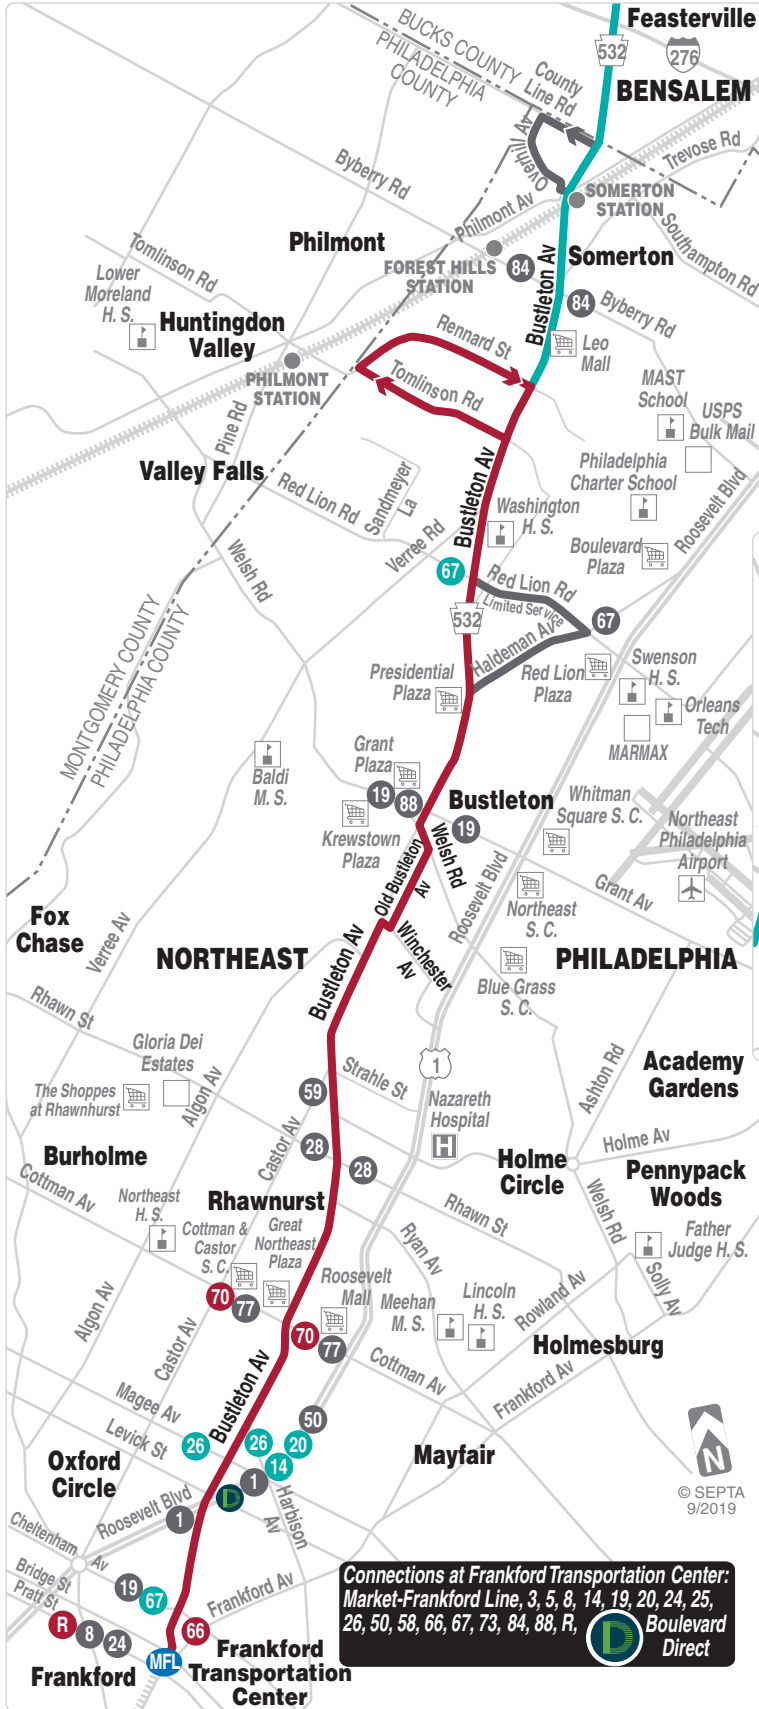 Feasterville
532
276
BENSALEM
BUCKS COUNTY
PHILADELPHIA
COUNTY
County
Line Rd
Overhill Av
Trevose Rd
Byberry Rd
SOMERTON
STATION
Philmont Av
Southampton Rd
Philmont
Tomlinson Rd
FOREST HILLS
STATION
84
Somerton
Bustleton Av
Lower
Moreland
H. S.
84
Byberry Rd
Huntingdon
Valley
Rennard St
Leo
Mall
PHILMONT
STATION
Tomlinson Rd
MAST
School
USPS
Bulk Mail
Pine Rd
Valley Falls
Bustleton Av
Philadelphia
Charter School
Red Lion Rd
Sandmeyer
La
Washington
H. S.
Roosevelt Blvd
Verree Rd
Boulevard
Plaza
Welsh Rd
67
Red Lion Rd
Limited Service
532
67
Haldeman Av
Presidential
Plaza
Red Lion
Plaza
Swenson
H. S.
Orleans
Tech
MARMAX
MONTGOMERY COUNTY
PHILADELPHIA COUNTY
Baldi
M. S.
Grant
Plaza
19
88
Bustleton
Whitman
Square S. C.
Krewstown
Plaza
19
Northeast
Philadelphia
Airport
Old Bustleton
Av
Welsh Rd
Roosevelt Blvd
Grant Av
Northeast
S. C.
Fox
Chase
Verree Av
NORTHEAST
Bustleton Av
Winchester
Av
PHILADELPHIA
Blue Grass
S. C.
Rhawn St
Gloria Dei
Estates
Strahle St
1
Ashton Rd
Academy
Gardens
The Shoppes
at Rhawnhurst
Algon Av
59
Nazareth
Hospital
H
Castor Av
28
28
Holme Av
Burholme
Holme
Circle
Pennypack
Woods
Cottman Av
Northeast
H. S.
Rhawnurst
Rhawn St
Welsh Rd
Cottman &
Castor
S. C.
Great
Northeast
Plaza
Ryan Av
Father
Judge H. S.
Solly Av
70
77
Roosevelt
Mall
Meehan
M. S.
Lincoln
H. S.
Rowland Av
Algon Av
Castor Av
70
77
Holmesburg
Cottman Av
Frankford Av
Bustleton Av
Magee Av
Levick St
26
26
20
50
14
Mayfair
N
Oxford
Circle
1
D
Harbison
Av
© SEPTA
9/2019
Roosevelt Blvd
1
Cheltenham
Av
Bridge St
Pratt St
19
67
Frankford Av
R
8
24
66
MFL
Frankford
Frankford
Transportation
Center
Connections at Frankford Transportation Center:
Market-Frankford Line, 3, 5, 8, 14, 19, 20, 24, 25,
26, 50, 58, 66, 67, 73, 84, 88, R, D Boulevard
Direct